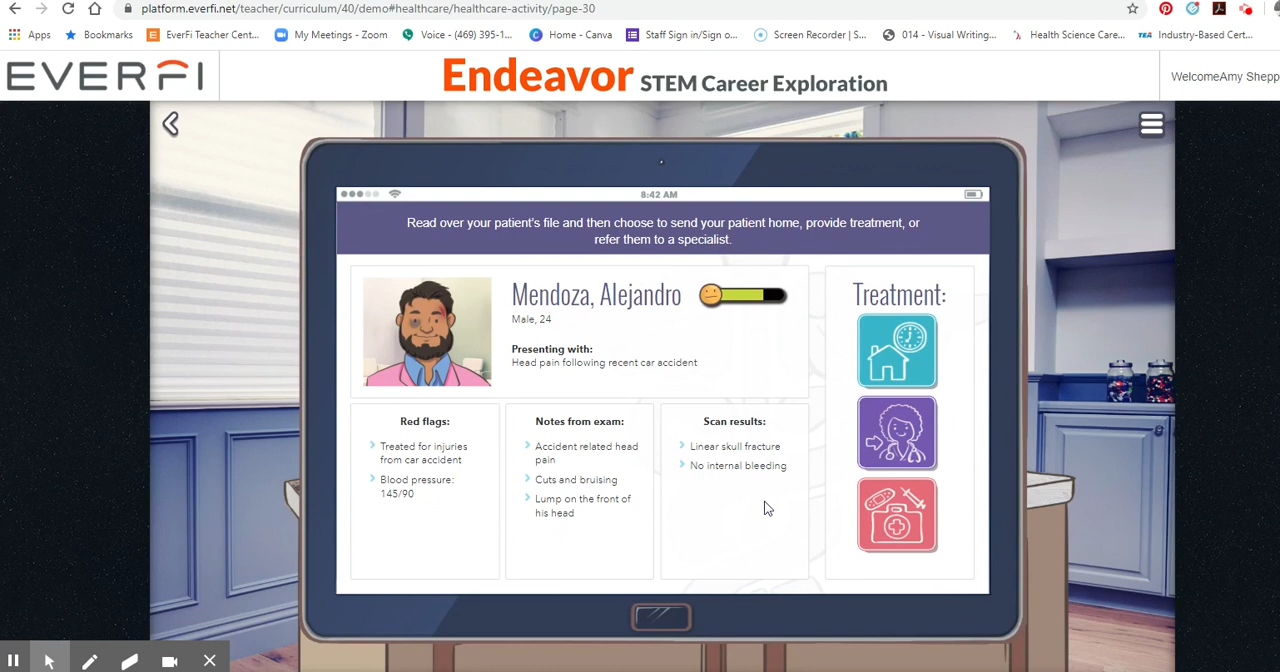 platform.everfi.net/teacher/curriculum/40/demo#healthcare/healthcare-activity/page-30
Apps Bookmarks EverFi Teacher Cent... My Meetings - Zoom Voice - (469) 395-1... Home - Canva Staff Sign in/Sign o... Screen Recorder | S... 014 - Visual Writing... Health Science Care... TEA Industry-Based Cert...
EVERFI
Endeavor STEM Career Exploration
WelcomeAmy Shepp
8:42 AM
Read over your patient's file and then choose to send your patient home, provide treatment, or
refer them to a specialist.
Mendoza, Alejandro
Male, 24
Presenting with:
Head pain following recent car accident
Treatment:
Red flags:
Treated for injuries
from car accident
Blood pressure:
145/90
Notes from exam:
Accident related head
pain
Cuts and bruising
Lump on the front of
his head
Scan results:
Linear skull fracture
No internal bleeding